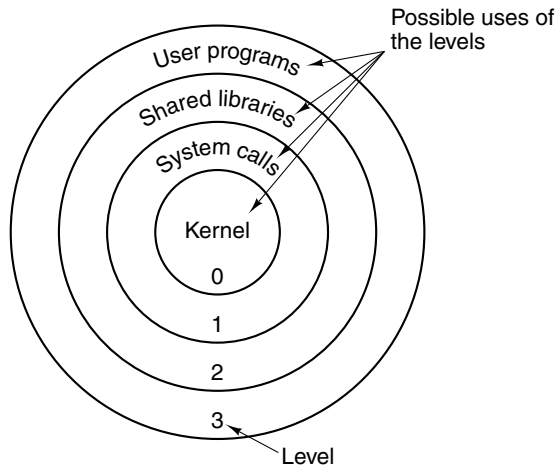 Possible uses of
the levels
User programs
Shared libraries
System calls
Kernel
0
1
2
3
Level